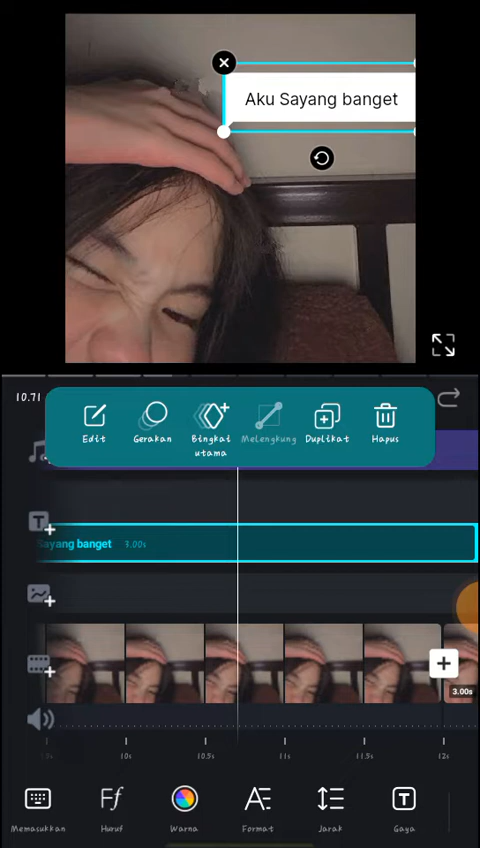 Aku Sayang banget
10.71
Edit
Gerakan
Bingkai
utama
Melengkung
Duplikat
Hapus
Sayang banget 3.00s
3.00s
10s
10.5s
11s
11.5s
12s
Memasukkan
Huruf
Warna
Format
Jarak
Gaya